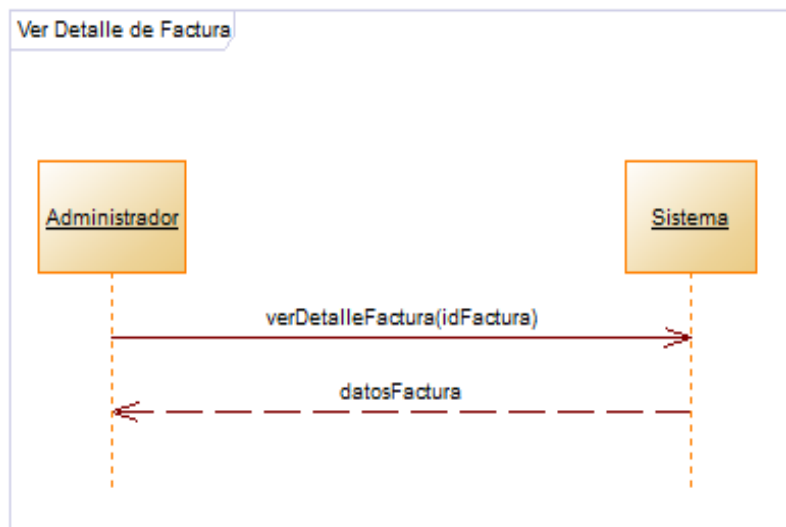 Ver Detalle de Factura
Administrador
Sistema
verDetalleFactura(idFactura)
datosFactura